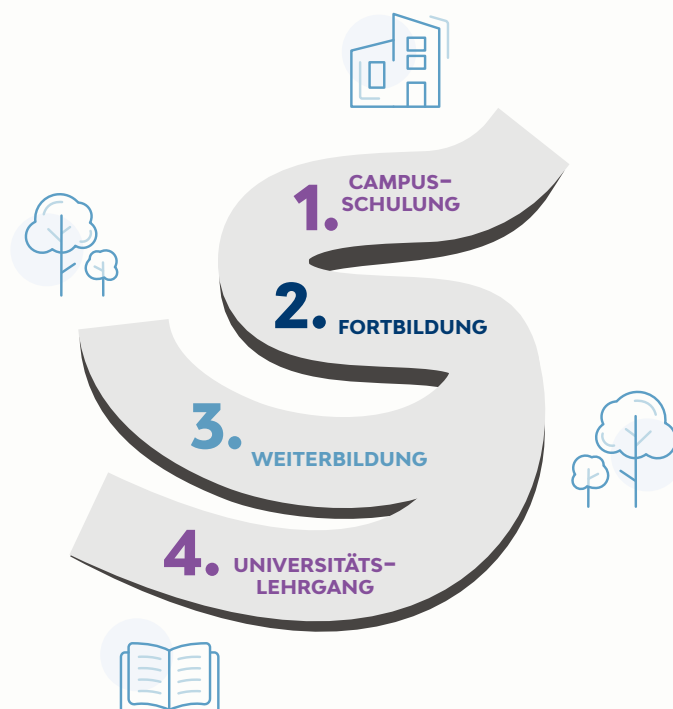 1. CAMPUS-
SCHULUNG
2. FORTBILDUNG
3. WEITERBILDUNG
4. UNIVERSITÄTS-
LEHRGANG